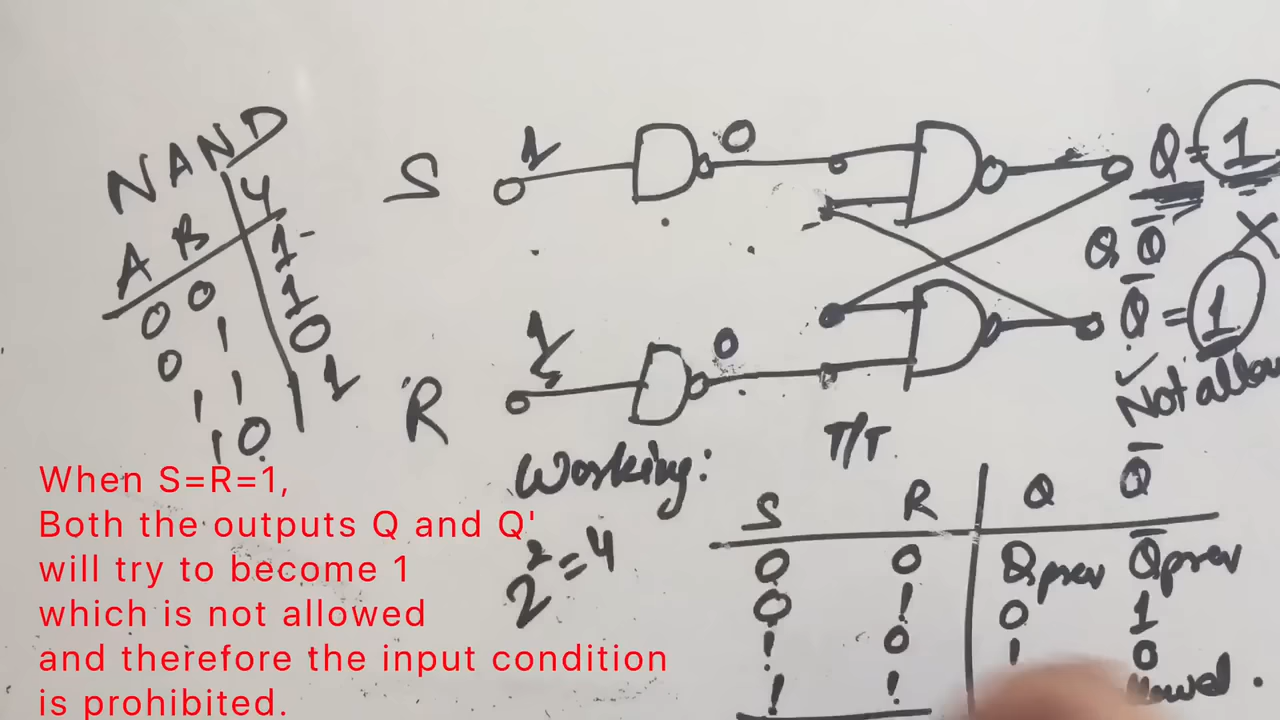 NAND
A B Y
0 0 1
0 1 1
1 1 0
1 0 1
S 1 0 Q = 1
Q Q̅
R 1 0 Q̅ = 1
Not
Working:
2² = 4
T/T
S R Q Q̅
0 0 Qprev Q̅prev
0 1 0 1
1 0 1 0
1 1
When S=R=1,
Both the outputs Q and Q'
will try to become 1
which is not allowed
and therefore the input condition
is prohibited.